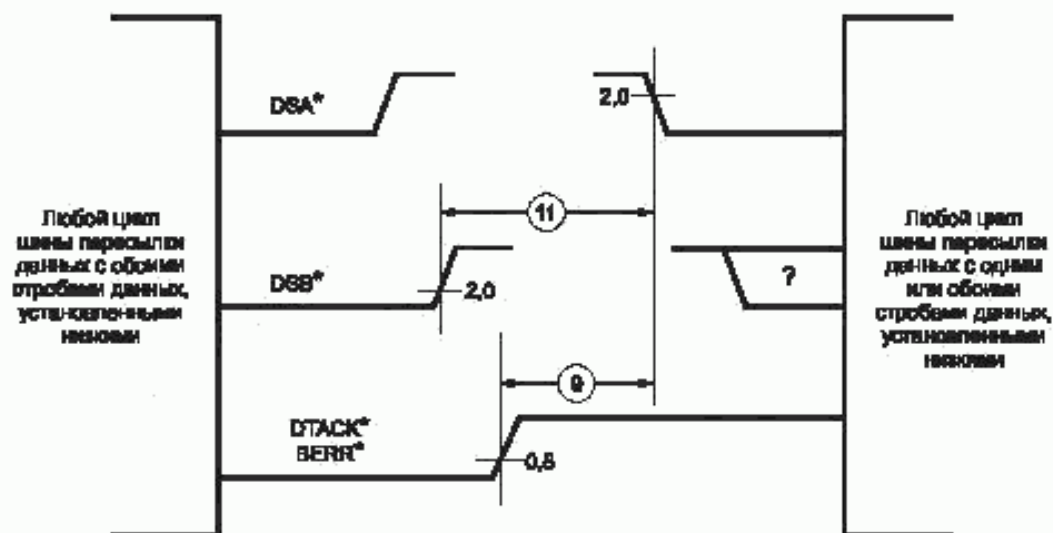 DSA*
2,0
11
Любой цикл
шины пересылки
данных с обоими
стробами данных,
установленными
низкими
DSB*
2,0
?
Любой цикл
шины пересылки
данных с одним
или обоими
стробами данных,
установленными
низкими
9
DTACK*
BERR*
0,8